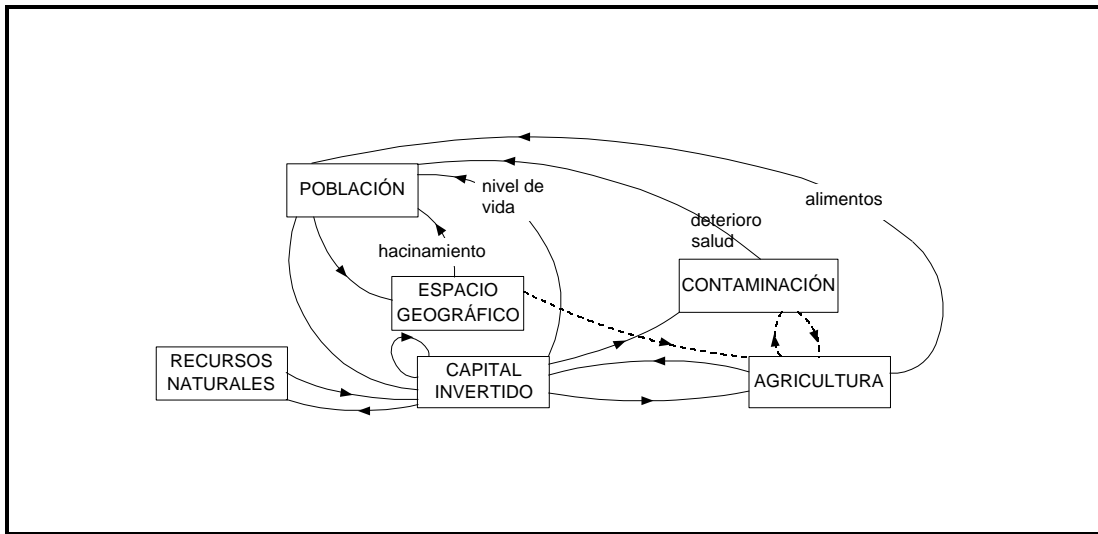 POBLACIÓN
nivel de
vida
alimentos
deterioro
salud
hacinamiento
ESPACIO
GEOGRÁFICO
CONTAMINACIÓN
RECURSOS
NATURALES
CAPITAL
INVERTIDO
AGRICULTURA